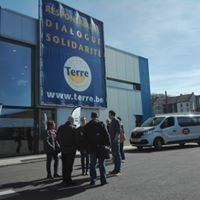 RESPONSABILITÉ
DIALOGUE
SOLIDARITÉ
Terre
www.terre.be